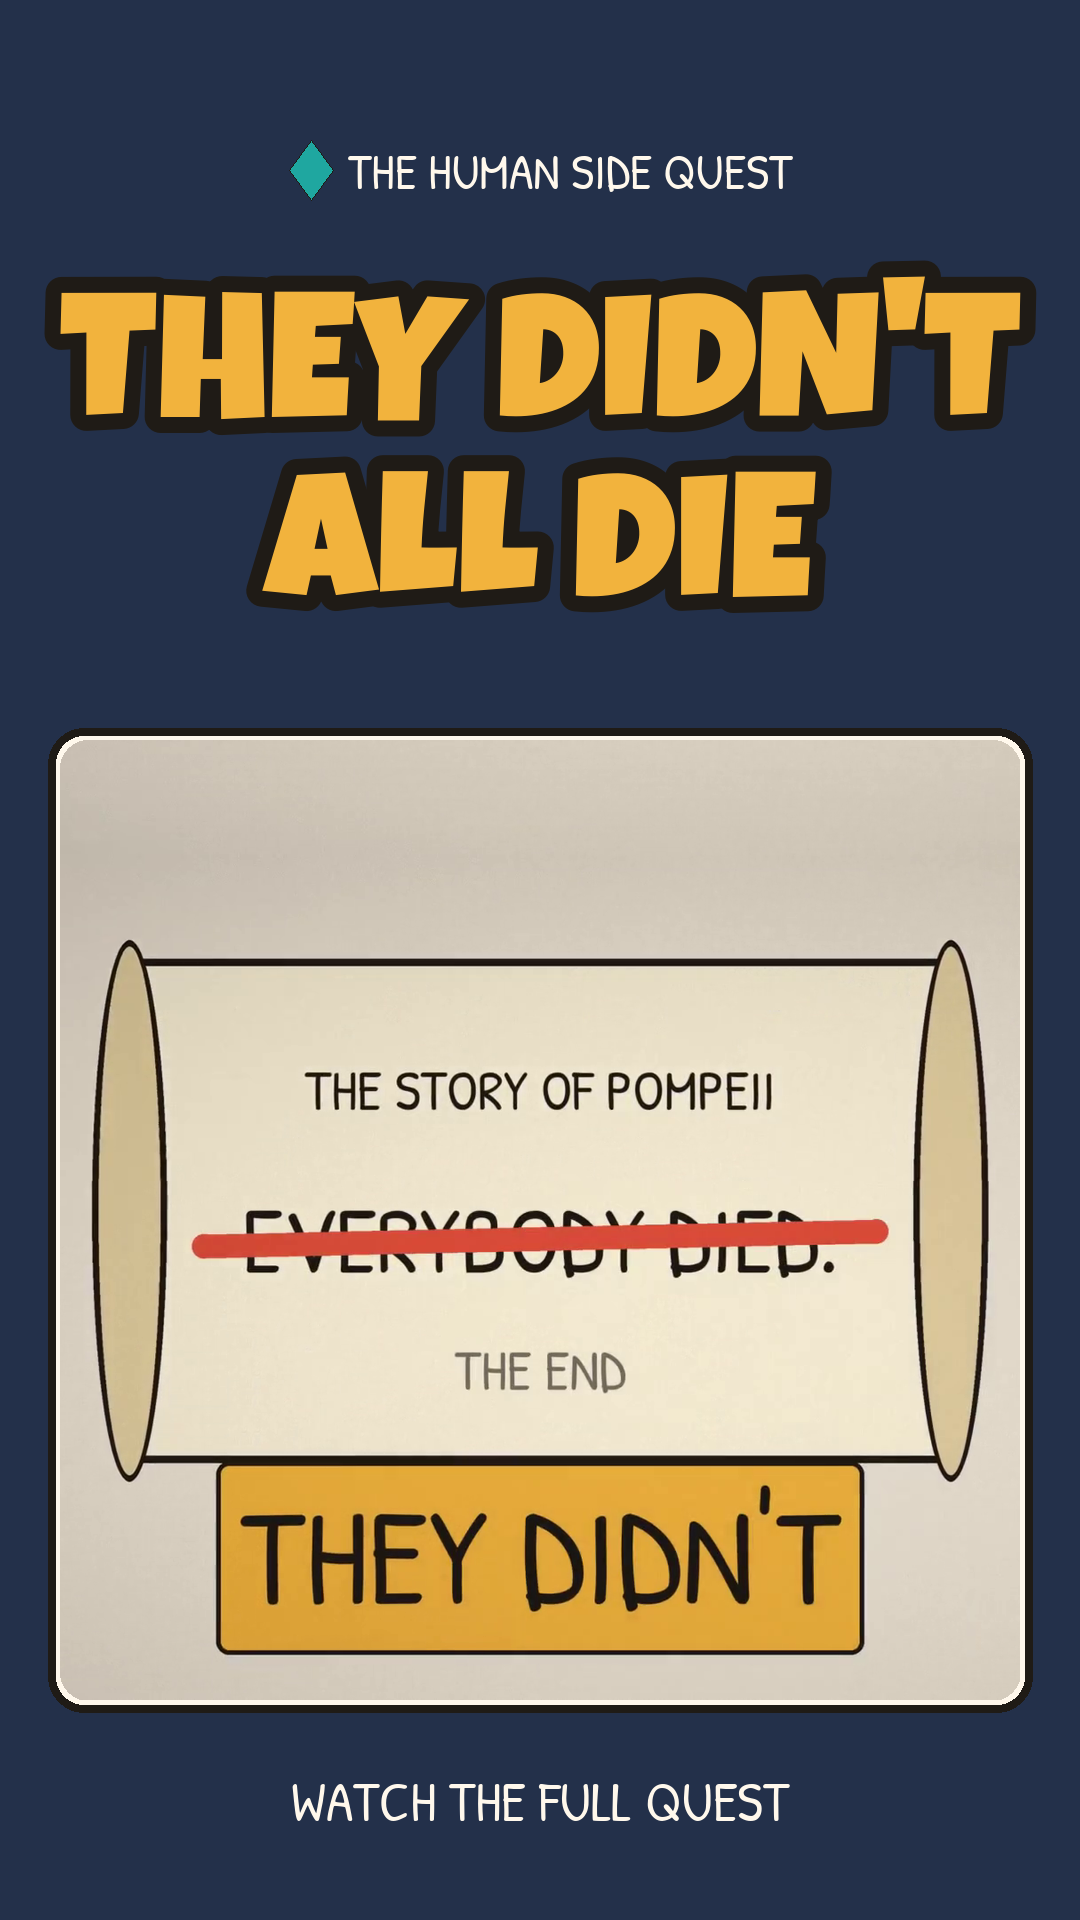 THE HUMAN SIDE QUEST
THEY DIDN'T
ALL DIE
THE STORY OF POMPEII
EVERYBODY DIED.
THE END
THEY DIDN'T
WATCH THE FULL QUEST